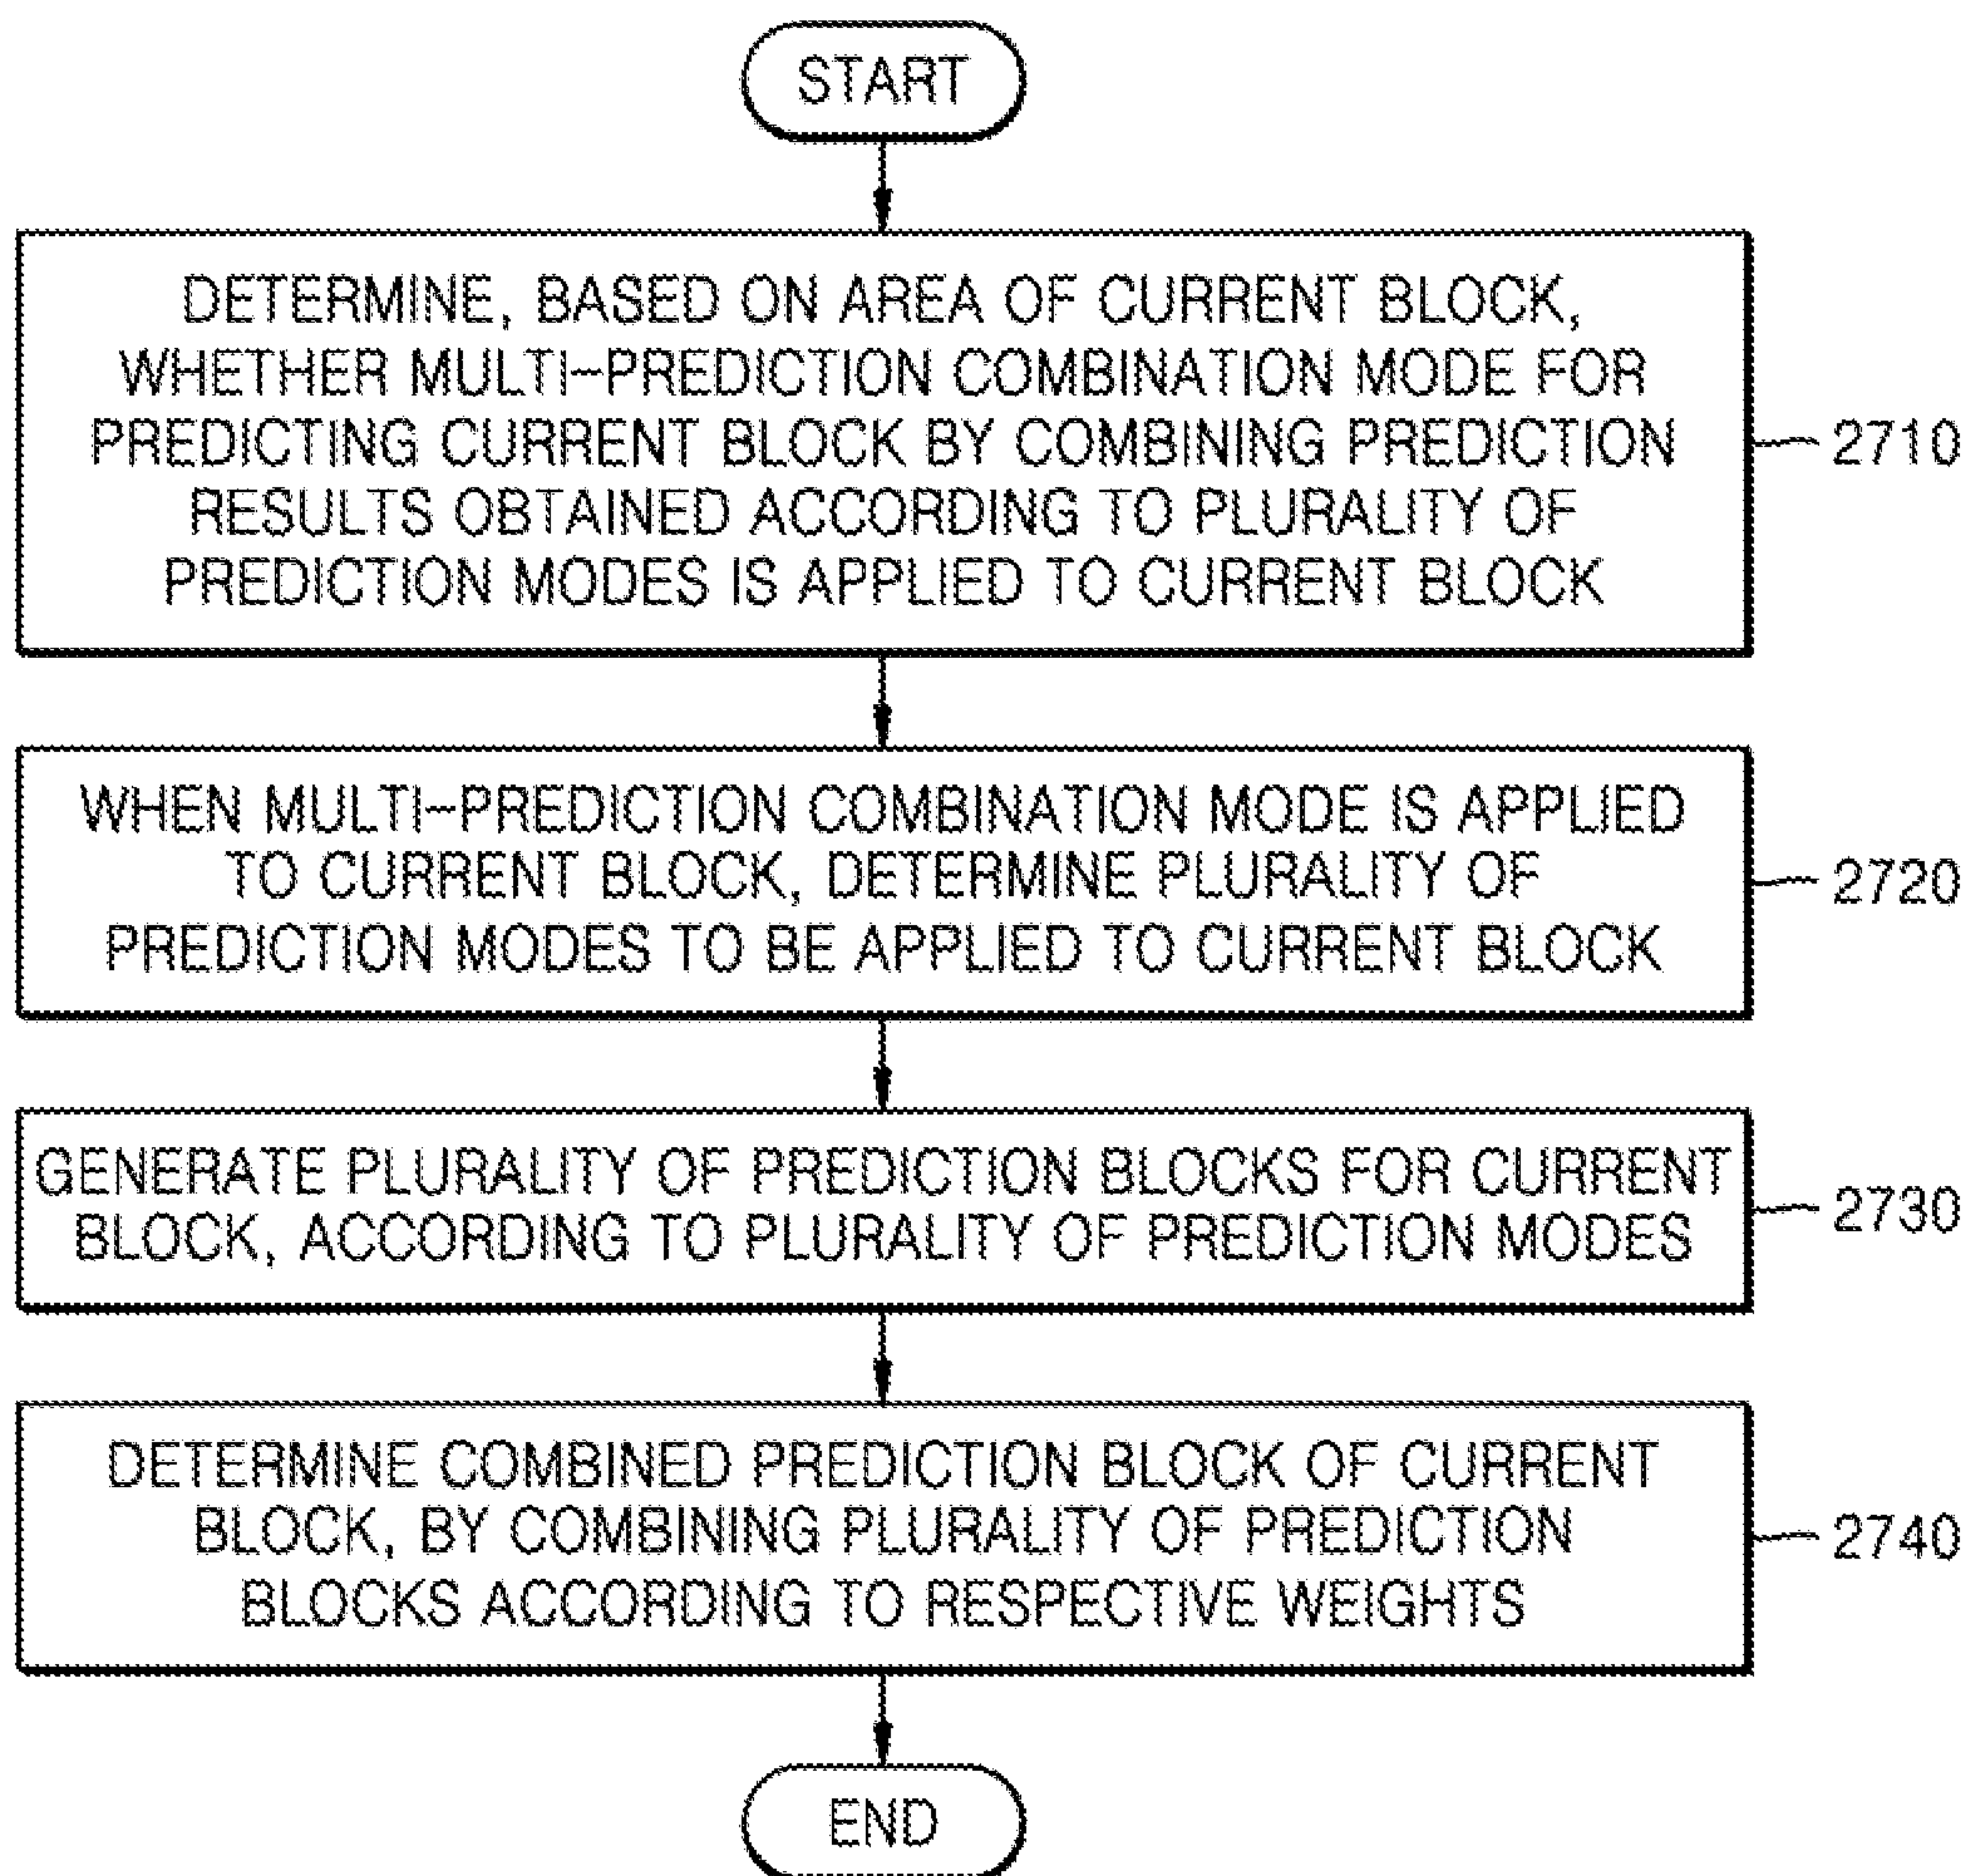 START
DETERMINE, BASED ON AREA OF CURRENT BLOCK,
WHETHER MULTI-PREDICTION COMBINATION MODE FOR
PREDICTING CURRENT BLOCK BY COMBINING PREDICTION
RESULTS OBTAINED ACCORDING TO PLURALITY OF
PREDICTION MODES IS APPLIED TO CURRENT BLOCK
2710
WHEN MULTI-PREDICTION COMBINATION MODE IS APPLIED
TO CURRENT BLOCK, DETERMINE PLURALITY OF
PREDICTION MODES TO BE APPLIED TO CURRENT BLOCK
2720
GENERATE PLURALITY OF PREDICTION BLOCKS FOR CURRENT
BLOCK, ACCORDING TO PLURALITY OF PREDICTION MODES
2730
DETERMINE COMBINED PREDICTION BLOCK OF CURRENT
BLOCK, BY COMBINING PLURALITY OF PREDICTION
BLOCKS ACCORDING TO RESPECTIVE WEIGHTS
2740
END